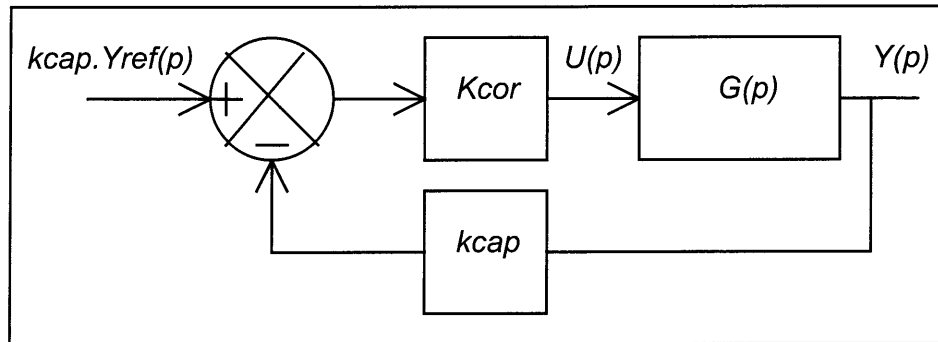 kcap.Yref(p)
+
−
Kcor
U(p)
G(p)
Y(p)
kcap